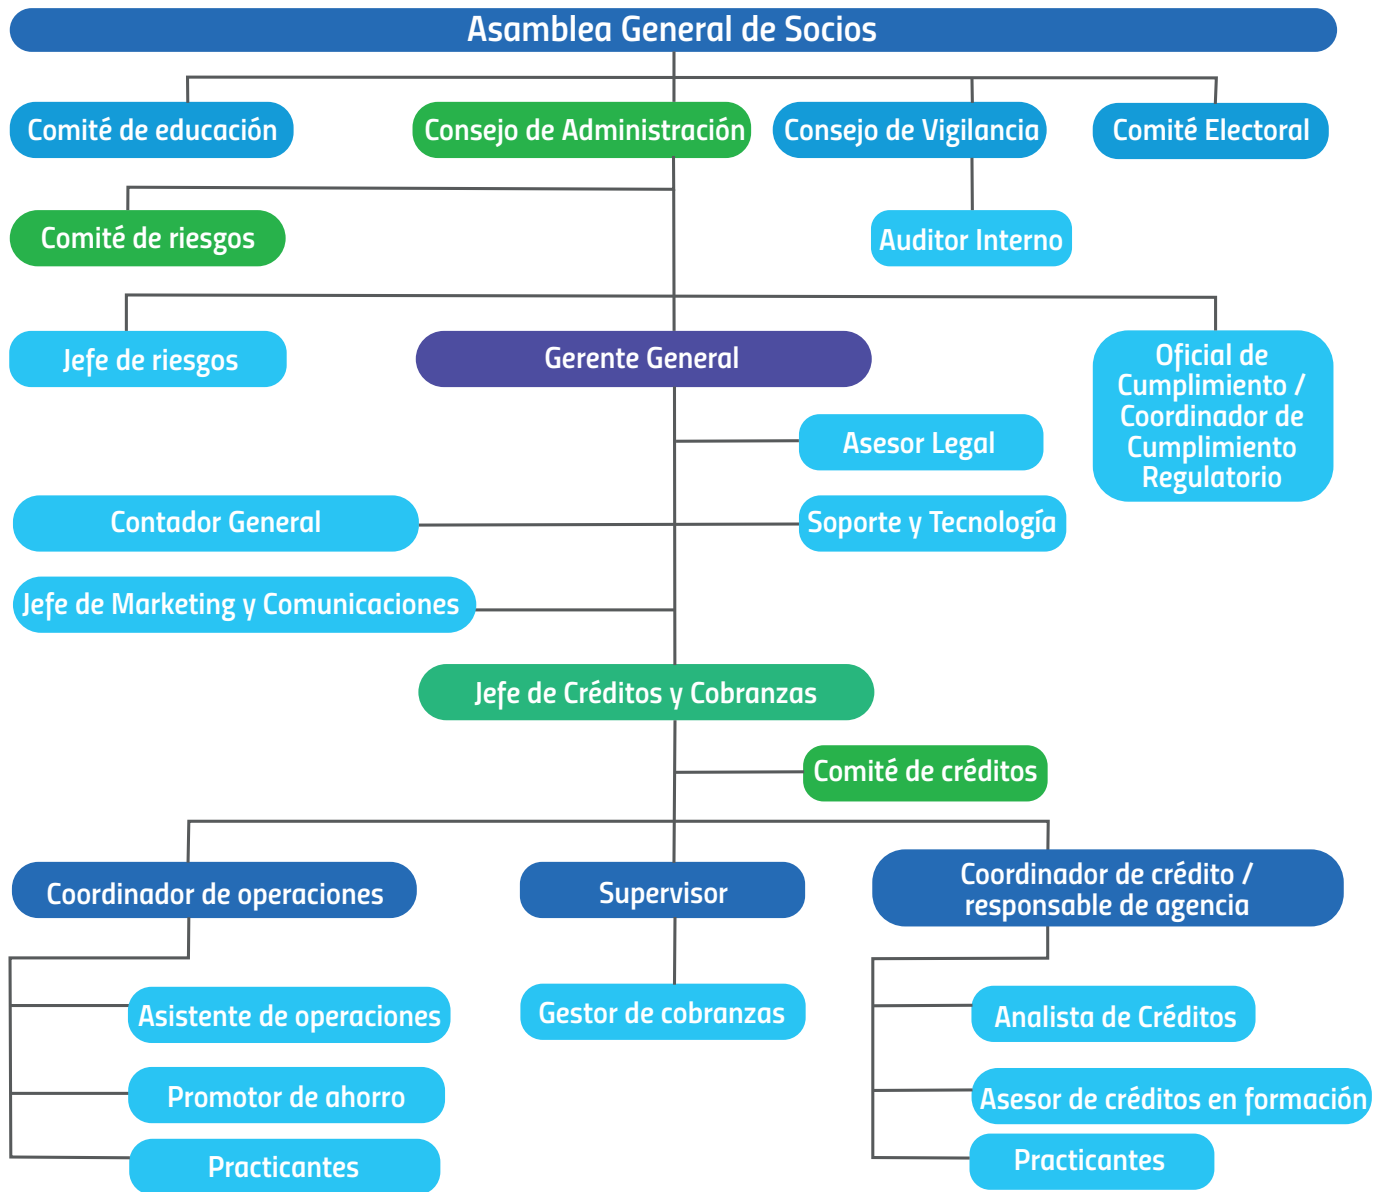 Asamblea General de Socios
Comité de educación
Consejo de Administración
Consejo de Vigilancia
Comité Electoral
Comité de riesgos
Auditor Interno
Jefe de riesgos
Gerente General
Oficial de
Cumplimiento /
Coordinador de
Cumplimiento
Regulatorio
Asesor Legal
Contador General
Soporte y Tecnología
Jefe de Marketing y Comunicaciones
Jefe de Créditos y Cobranzas
Comité de créditos
Coordinador de operaciones
Supervisor
Coordinador de crédito /
responsable de agencia
Asistente de operaciones
Gestor de cobranzas
Analista de Créditos
Promotor de ahorro
Asesor de créditos en formación
Practicantes
Practicantes